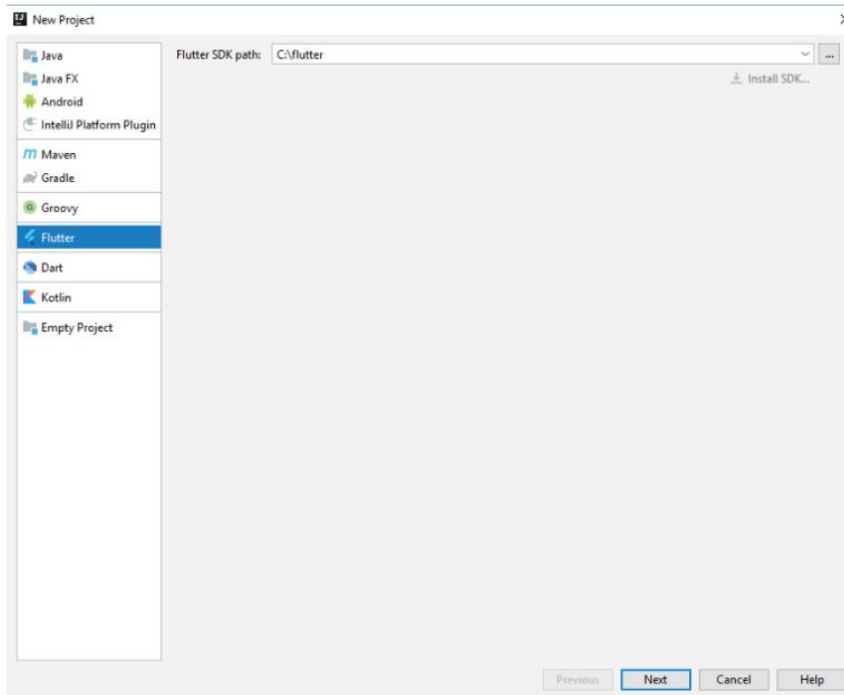 New Project
Java
Java FX
Android
IntelliJ Platform Plugin
Maven
Gradle
Groovy
Flutter
Dart
Kotlin
Empty Project
Flutter SDK path: C:\flutter
...
Install SDK...
Previous Next Cancel Help